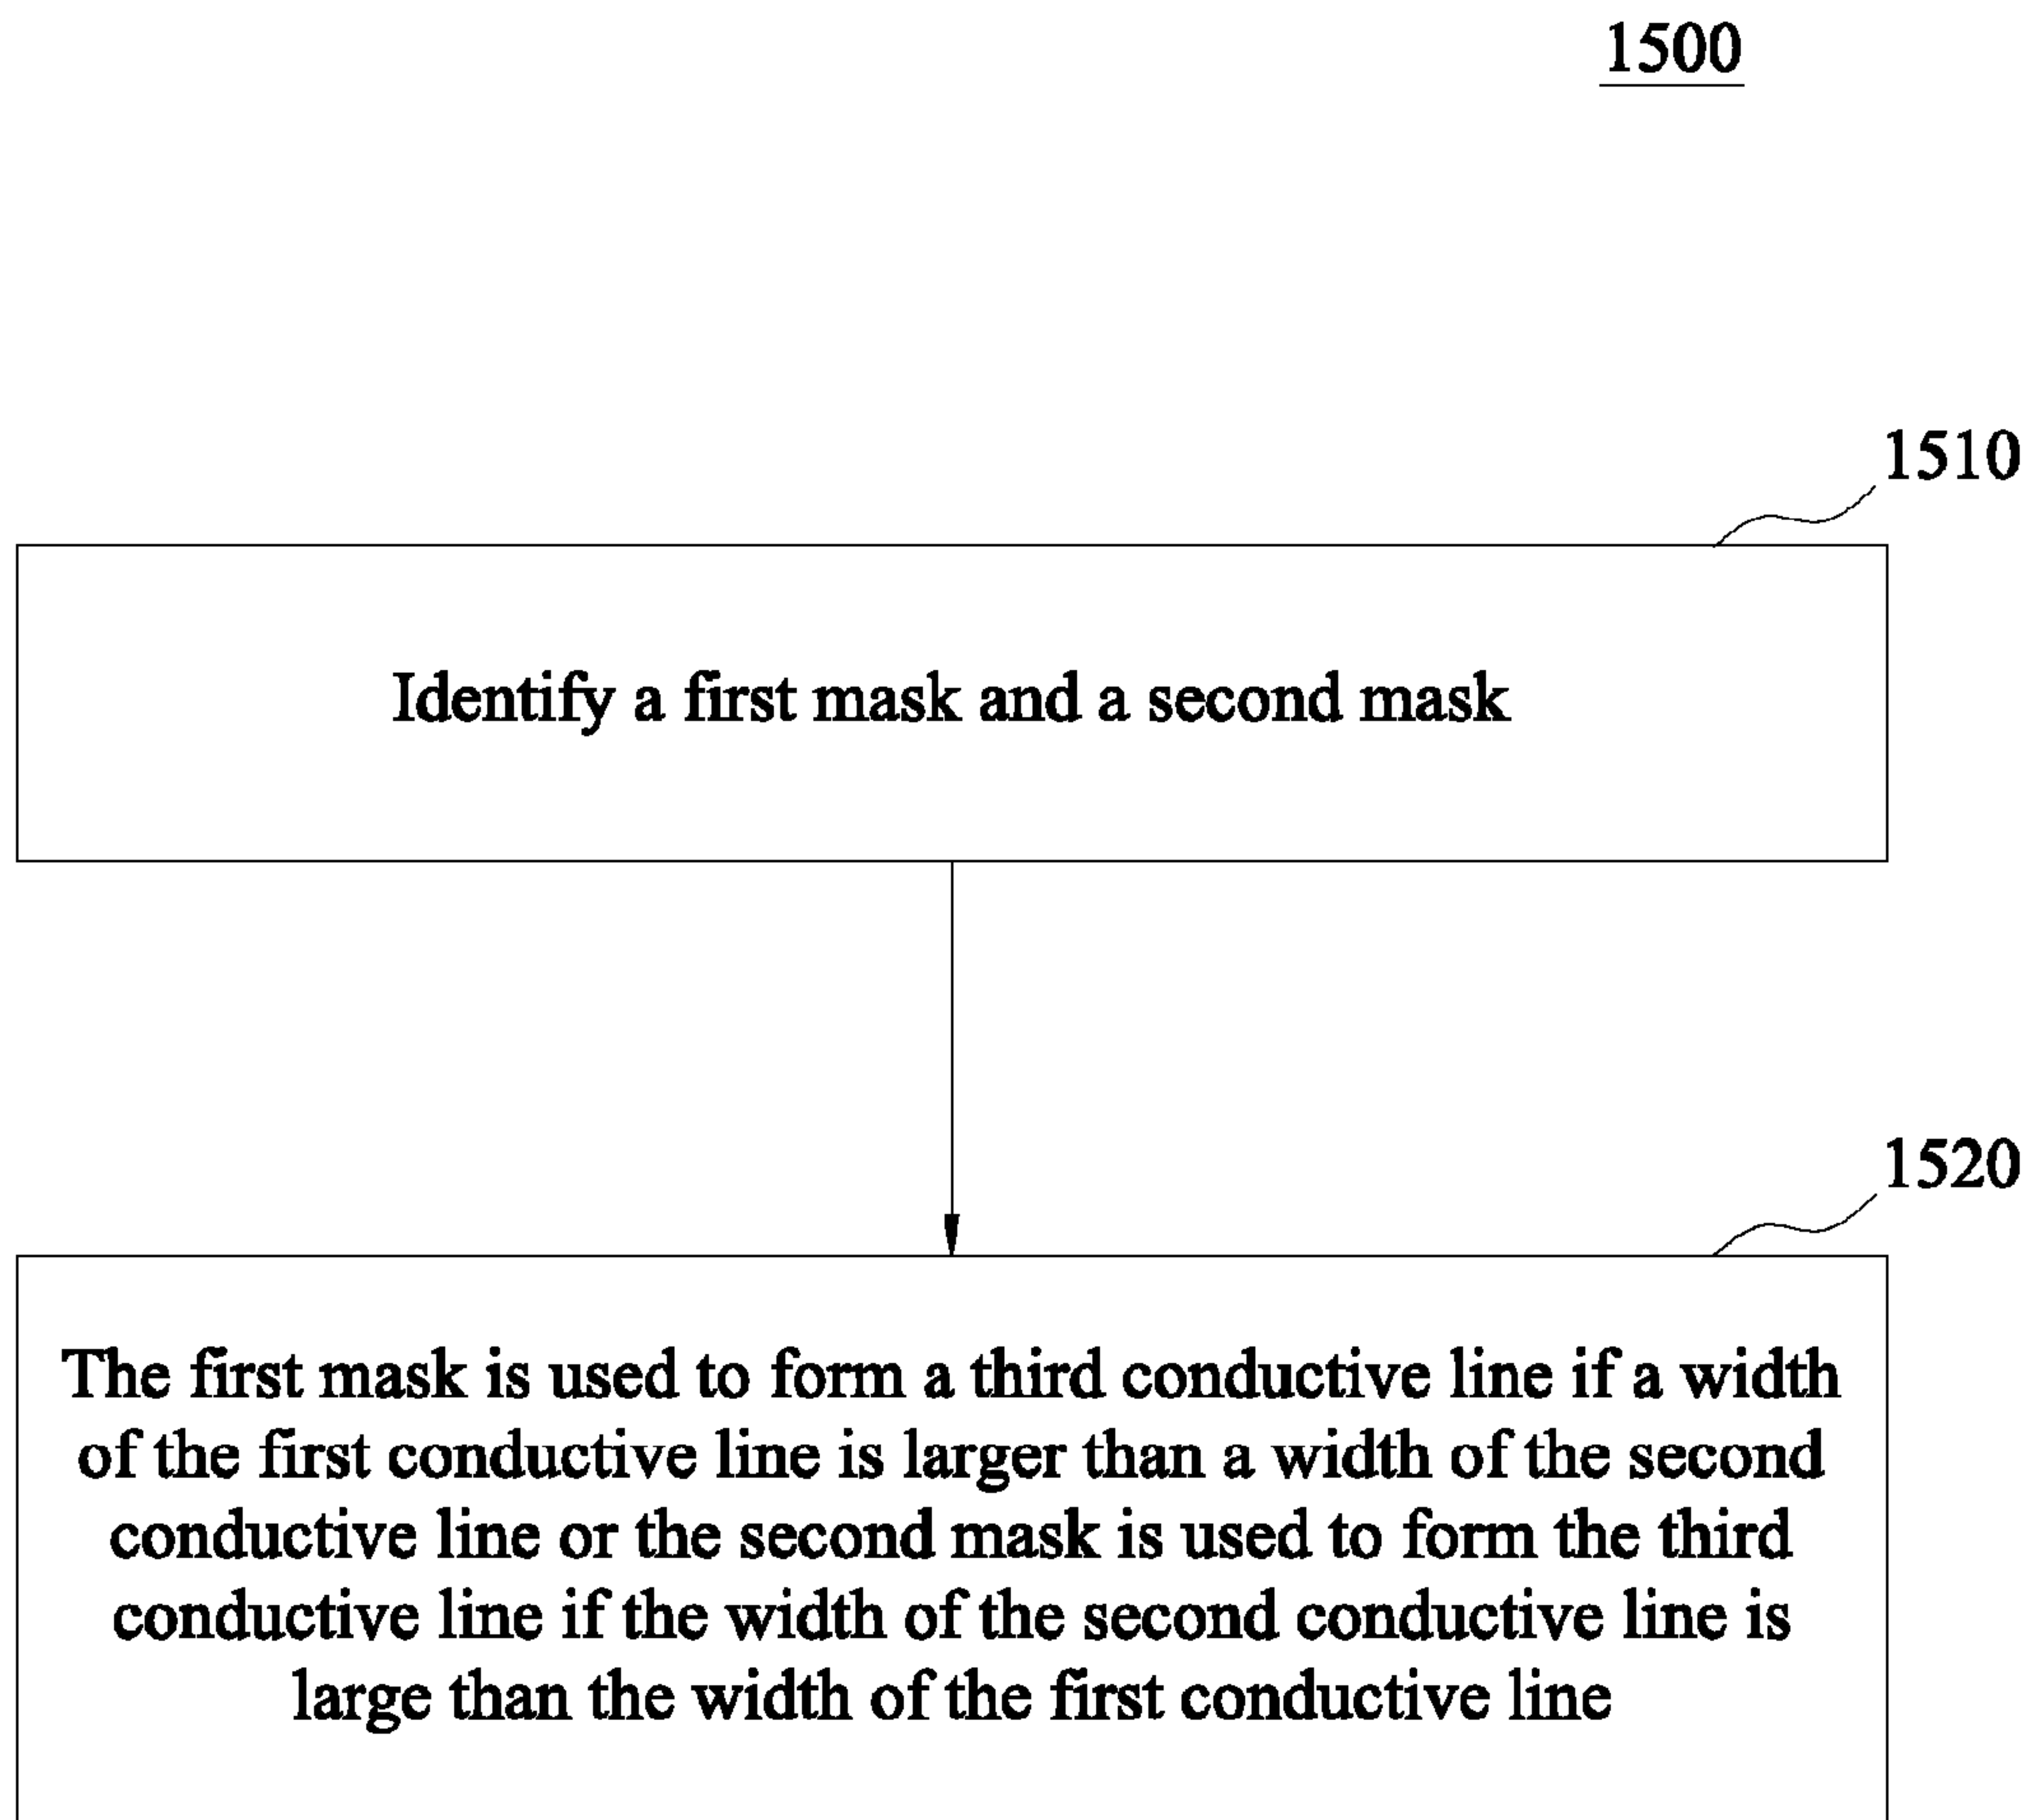 1500
1510
Identify a first mask and a second mask
1520
The first mask is used to form a third conductive line if a width
of the first conductive line is larger than a width of the second
conductive line or the second mask is used to form the third
conductive line if the width of the second conductive line is
large than the width of the first conductive line